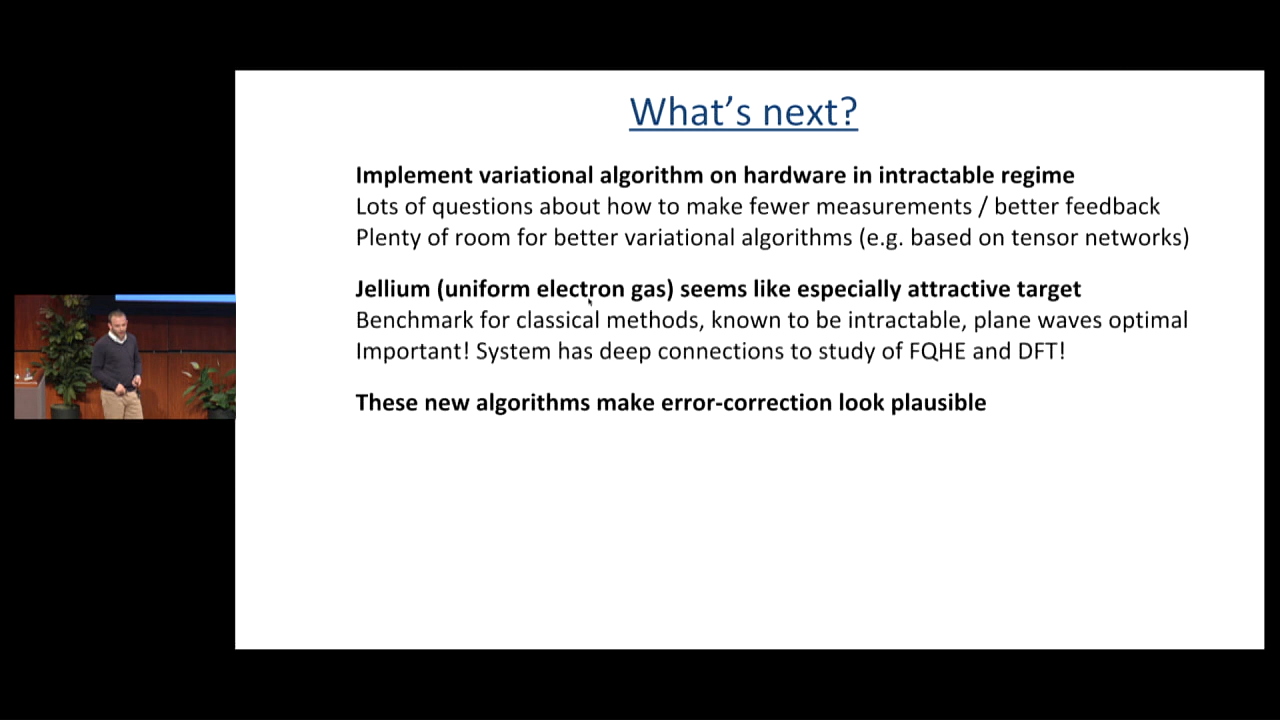 What’s next?
Implement variational algorithm on hardware in intractable regime
Lots of questions about how to make fewer measurements / better feedback
Plenty of room for better variational algorithms (e.g. based on tensor networks)
Jellium (uniform electron gas) seems like especially attractive target
Benchmark for classical methods, known to be intractable, plane waves optimal
Important! System has deep connections to study of FQHE and DFT!
These new algorithms make error-correction look plausible